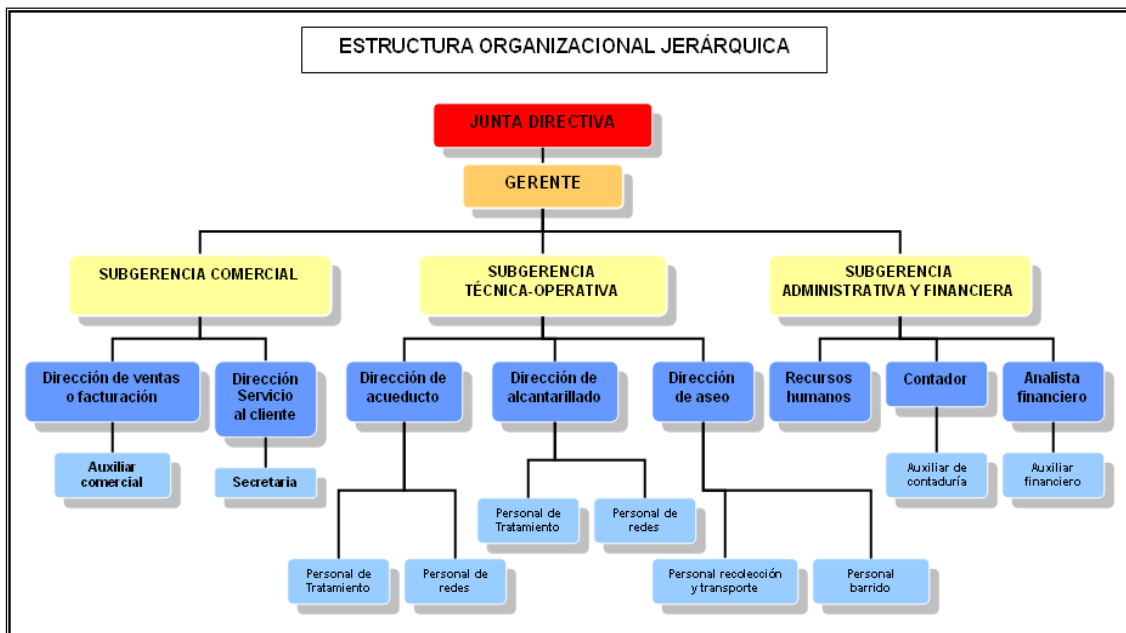 ESTRUCTURA ORGANIZACIONAL JERÁRQUICA
JUNTA DIRECTIVA
GERENTE
SUBGERENCIA COMERCIAL
SUBGERENCIA
TÉCNICA-OPERATIVA
SUBGERENCIA
ADMINISTRATIVA Y FINANCIERA
Dirección de ventas
o facturación
Dirección
Servicio
al cliente
Dirección de
acueducto
Dirección de
alcantarillado
Dirección
de aseo
Recursos
humanos
Contador
Analista
financiero
Auxiliar
comercial
Secretaria
Auxiliar de
contaduría
Auxiliar
financiero
Personal de
Tratamiento
Personal de
redes
Personal de
Tratamiento
Personal de
redes
Personal recolección
y transporte
Personal
barrido